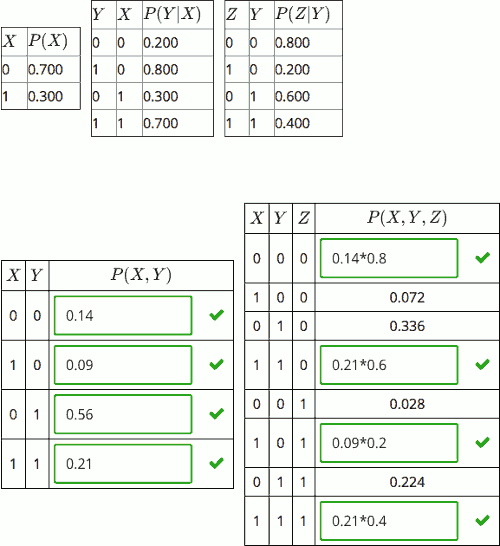 X P(X)
0 0.700
1 0.300
Y X P(Y|X)
0 0 0.200
1 0 0.800
0 1 0.300
1 1 0.700
Z Y P(Z|Y)
0 0 0.800
1 0 0.200
0 1 0.600
1 1 0.400
X Y P(X, Y)
0 0 0.14
1 0 0.09
0 1 0.56
1 1 0.21
X Y Z P(X, Y, Z)
0 0 0 0.14*0.8
1 0 0 0.072
0 1 0 0.336
1 1 0 0.21*0.6
0 0 1 0.028
1 0 1 0.09*0.2
0 1 1 0.224
1 1 1 0.21*0.4